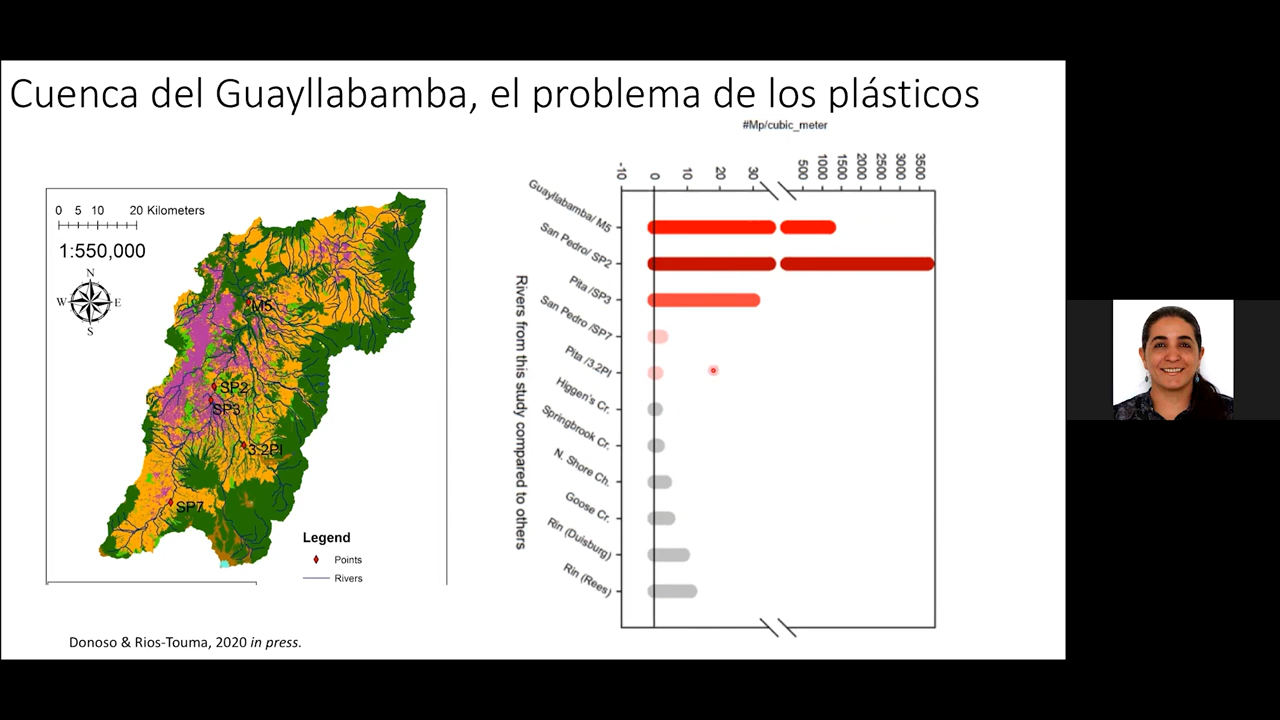 Cuenca del Guayllabamba, el problema de los plásticos
0 5 10 20 Kilometers
1:550,000
N
W E
S
M5
SP2
SP3
3.2PI
SP7
Legend
Points
Rivers
Donoso & Rios-Touma, 2020 in press.
#Mp/cubic_meter
-10 0 10 20 30 500 1000 1500 2000 2500 3000 3500
Rivers from this study compared to others
Guayllabamba/ M5
San Pedro/ SP2
Pita /SP3
San Pedro /SP7
Pita /3.2PI
Higgen's Cr.
Springbrook Cr.
N. Shore Ch.
Goose Cr.
Rin (Duisburg)
Rin (Rees)